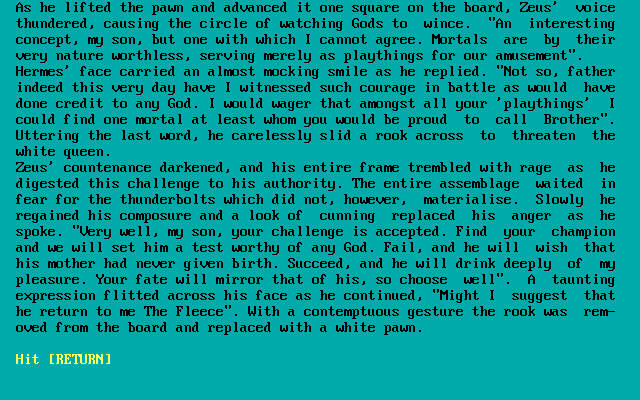 As he lifted the pawn and advanced it one square on the board, Zeus' voice
thundered, causing the circle of watching Gods to wince. "An interesting
concept, my son, but one with which I cannot agree. Mortals are by their
very nature worthless, serving merely as playthings for our amusement".
Hermes' face carried an almost mocking smile as he replied. "Not so, father
indeed this very day have I witnessed such courage in battle as would have
done credit to any God. I would wager that amongst all your 'playthings' I
could find one mortal at least whom you would be proud to call Brother".
Uttering the last word, he carelessly slid a rook across to threaten the
white queen.
Zeus' countenance darkened, and his entire frame trembled with rage as he
digested this challenge to his authority. The entire assemblage waited in
fear for the thunderbolts which did not, however, materialise. Slowly he
regained his composure and a look of cunning replaced his anger as he
spoke. "Very well, my son, your challenge is accepted. Find your champion
and we will set him a test worthy of any God. Fail, and he will wish that
his mother had never given birth. Succeed, and he will drink deeply of my
pleasure. Your fate will mirror that of his, so choose well". A taunting
expression flitted across his face as he continued, "Might I suggest that
he return to me The Fleece". With a contemptuous gesture the rook was rem-
oved from the board and replaced with a white pawn.
Hit [RETURN]